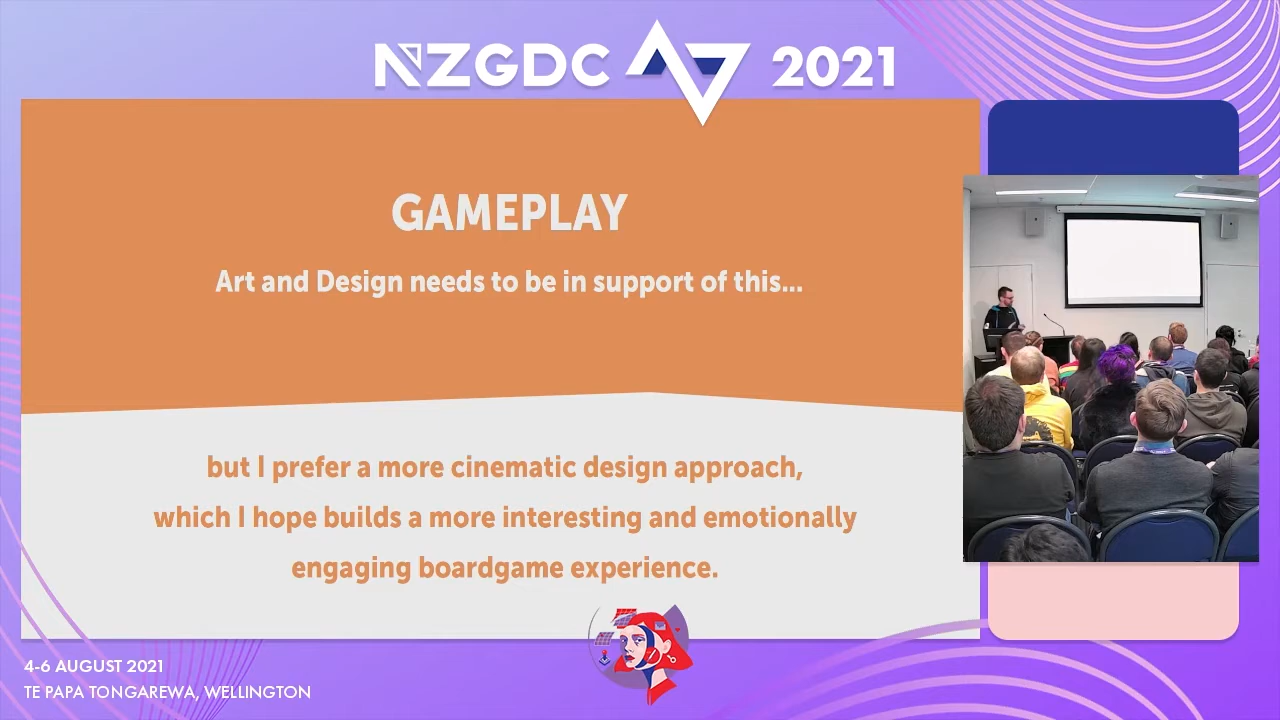 NZGDC 2021
GAMEPLAY
Art and Design needs to be in support of this...
but I prefer a more cinematic design approach,
which I hope builds a more interesting and emotionally
engaging boardgame experience.
4-6 AUGUST 2021
TE PAPA TONGAREWA, WELLINGTON